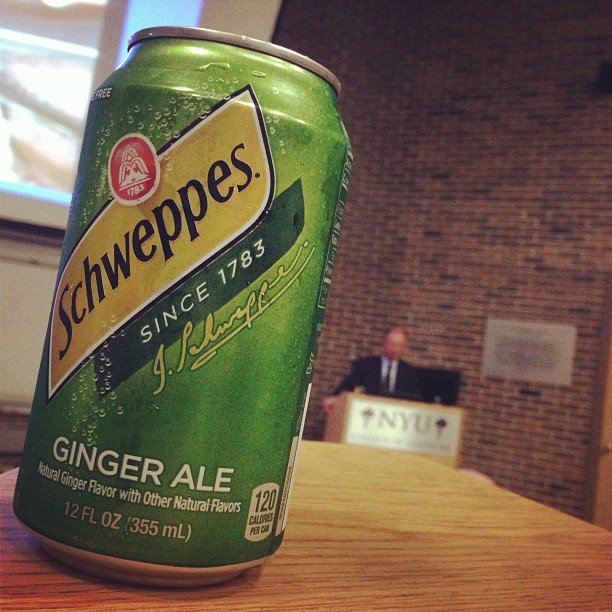 FREE
1783
Schweppes.
SINCE 1783
J. Schweppe
GINGER ALE
Natural Ginger Flavor with Other Natural Flavors
12 FL OZ (355 mL)
120
CALORIES
PER CAN
NYU